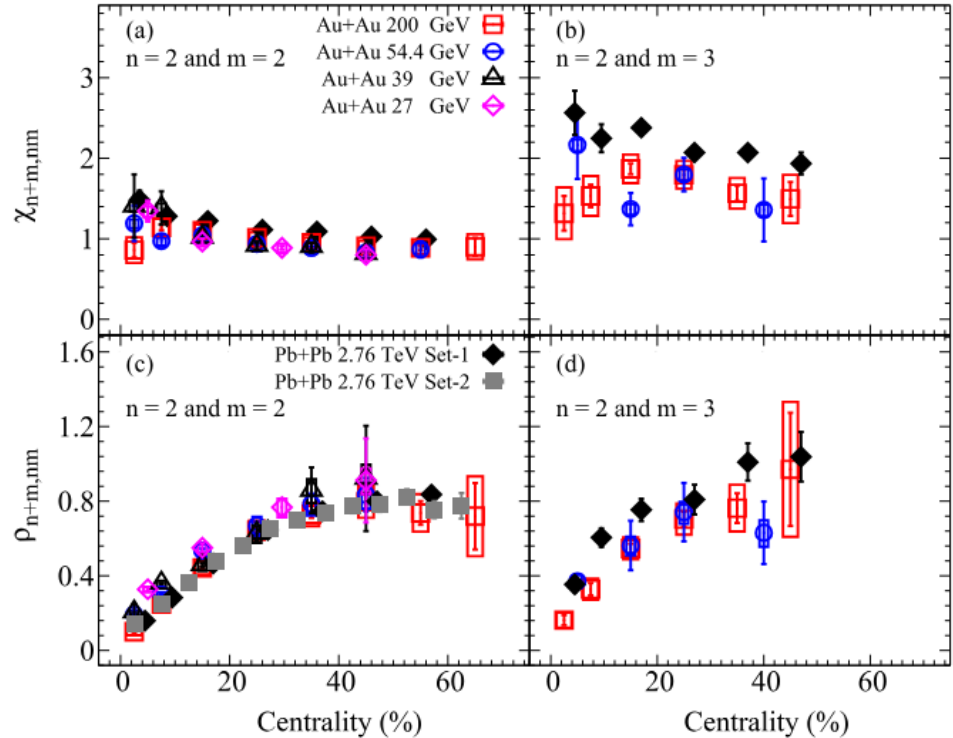 (a)
n = 2 and m = 2
Au+Au 200 GeV
Au+Au 54.4 GeV
Au+Au 39 GeV
Au+Au 27 GeV
(b)
n = 2 and m = 3
χn+m,nm
3
2
1
0
(c)
n = 2 and m = 2
Pb+Pb 2.76 TeV Set-1
Pb+Pb 2.76 TeV Set-2
(d)
n = 2 and m = 3
ρn+m,nm
1.6
1.2
0.8
0.4
0
0 20 40 60 0 20 40 60
Centrality (%) Centrality (%)